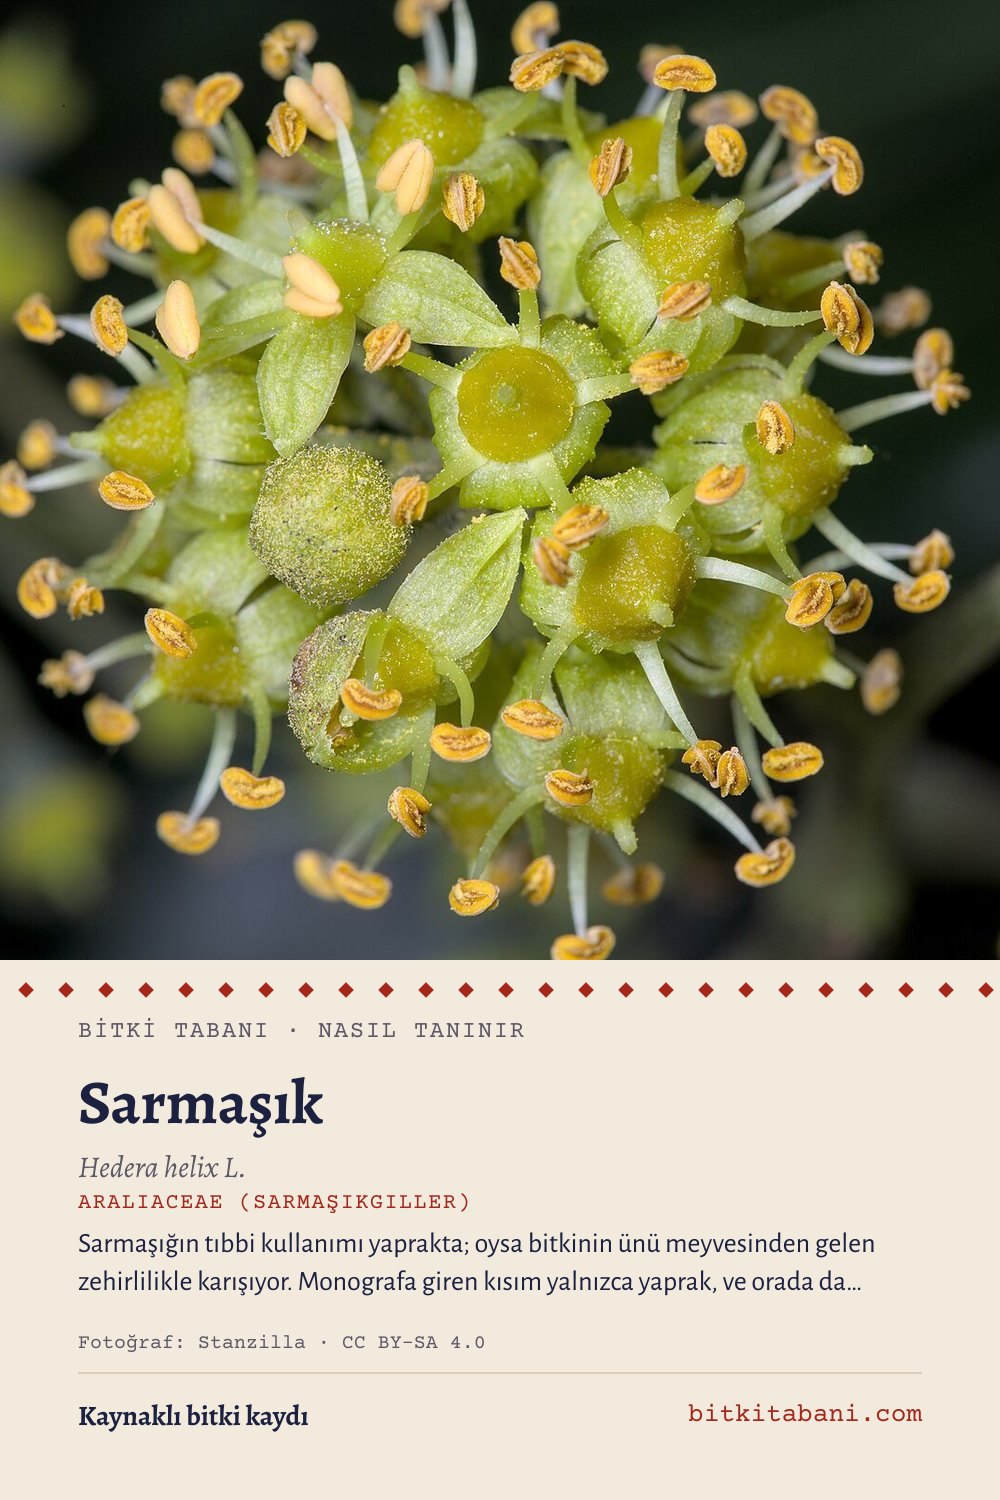 BİTKİ TABANI · NASIL TANINIR
Sarmaşık
Hedera helix L.
ARALIACEAE (SARMAŞIKGILLER)
Sarmaşığın tıbbi kullanımı yaprakta; oysa bitkinin ünü meyvesinden gelen
zehirlilikle karışıyor. Monografa giren kısım yalnızca yaprak, ve orada da…
Fotoğraf: Stanzilla · CC BY-SA 4.0
Kaynaklı bitki kaydı
bitkitabani.com